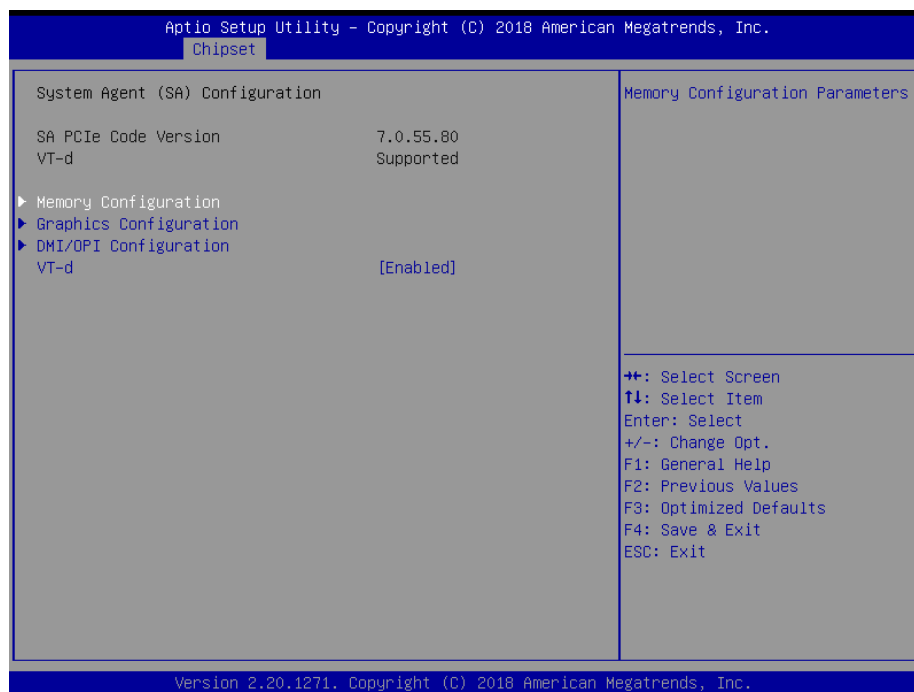 Aptio Setup Utility – Copyright (C) 2018 American Megatrends, Inc.
Chipset
System Agent (SA) Configuration
SA PCIe Code Version 7.0.55.80
VT-d Supported
Memory Configuration
Graphics Configuration
DMI/OPI Configuration
VT-d [Enabled]
Memory Configuration Parameters
→←: Select Screen
↑↓: Select Item
Enter: Select
+/-: Change Opt.
F1: General Help
F2: Previous Values
F3: Optimized Defaults
F4: Save & Exit
ESC: Exit
Version 2.20.1271. Copyright (C) 2018 American Megatrends, Inc.